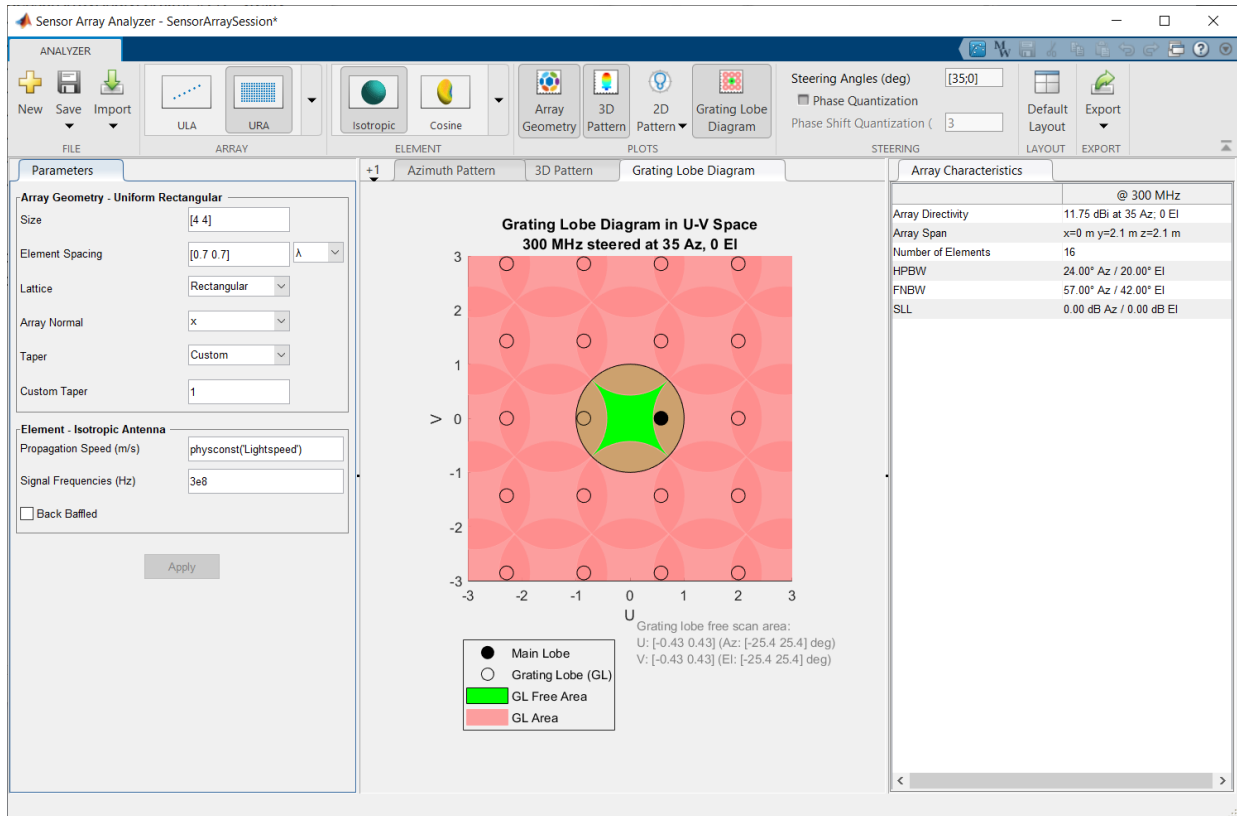 Sensor Array Analyzer - SensorArraySession*
ANALYZER
New
Save
Import
FILE
ULA
URA
ARRAY
Isotropic
Cosine
ELEMENT
Array Geometry
3D Pattern
2D Pattern
Grating Lobe Diagram
PLOTS
Steering Angles (deg)
[35;0]
Phase Quantization
Phase Shift Quantization (
3
STEERING
Default Layout
LAYOUT
Export
EXPORT
Parameters
Array Geometry - Uniform Rectangular
Size
[4 4]
Element Spacing
[0.7 0.7]
λ
Lattice
Rectangular
Array Normal
x
Taper
Custom
Custom Taper
1
Element - Isotropic Antenna
Propagation Speed (m/s)
physconst('Lightspeed')
Signal Frequencies (Hz)
3e8
Back Baffled
Apply
+1
Azimuth Pattern
3D Pattern
Grating Lobe Diagram
Grating Lobe Diagram in U-V Space
300 MHz steered at 35 Az, 0 El
3
2
1
0
-1
-2
-3
V
-3 -2 -1 0 1 2 3
U
Grating lobe free scan area:
U: [-0.43 0.43] (Az: [-25.4 25.4] deg)
V: [-0.43 0.43] (El: [-25.4 25.4] deg)
Main Lobe
Grating Lobe (GL)
GL Free Area
GL Area
Array Characteristics
@ 300 MHz
Array Directivity 11.75 dBi at 35 Az; 0 El
Array Span x=0 m y=2.1 m z=2.1 m
Number of Elements 16
HPBW 24.00° Az / 20.00° El
FNBW 57.00° Az / 42.00° El
SLL 0.00 dB Az / 0.00 dB El